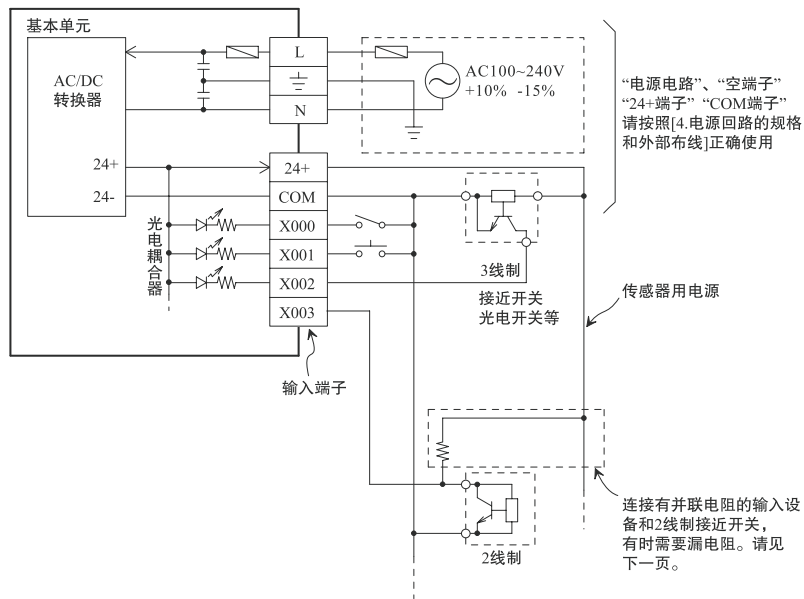 基本单元
AC/DC
转换器
L
N
AC100~240V
+10% -15%
“电源电路”、“空端子”
“24+端子” “COM端子”
请按照[4.电源回路的规格
和外部布线]正确使用
24+
24-
24+
COM
X000
X001
X002
X003
光电耦合器
3线制
接近开关
光电开关等
传感器用电源
输入端子
2线制
连接有并联电阻的输入设
备和2线制接近开关，
有时需要漏电阻。请见
下一页。